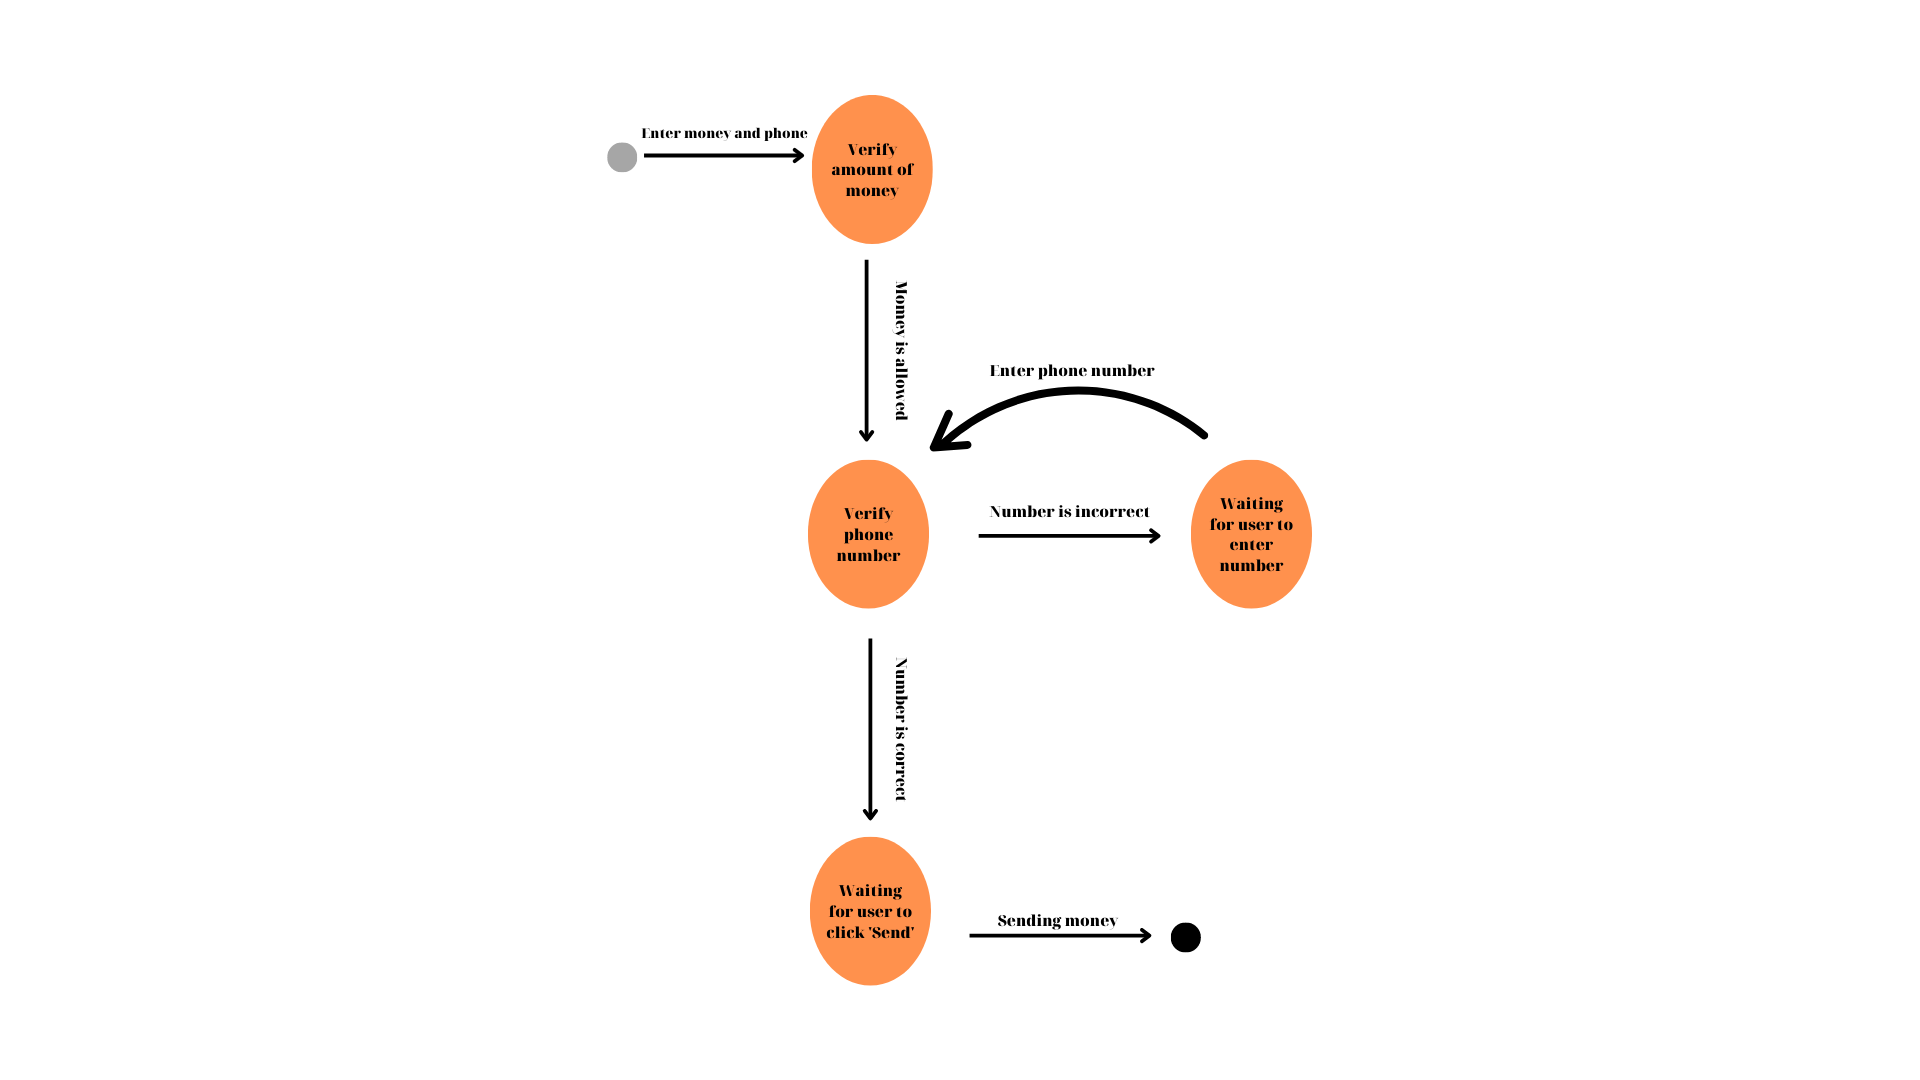 Enter money and phone
Verify
amount of
money
Momey is allowed
Enter phone number
Verify
phone
number
Number is incorrect
Waiting
for user to
enter
number
Number is correct
Waiting
for user to
click 'Send'
Sending money